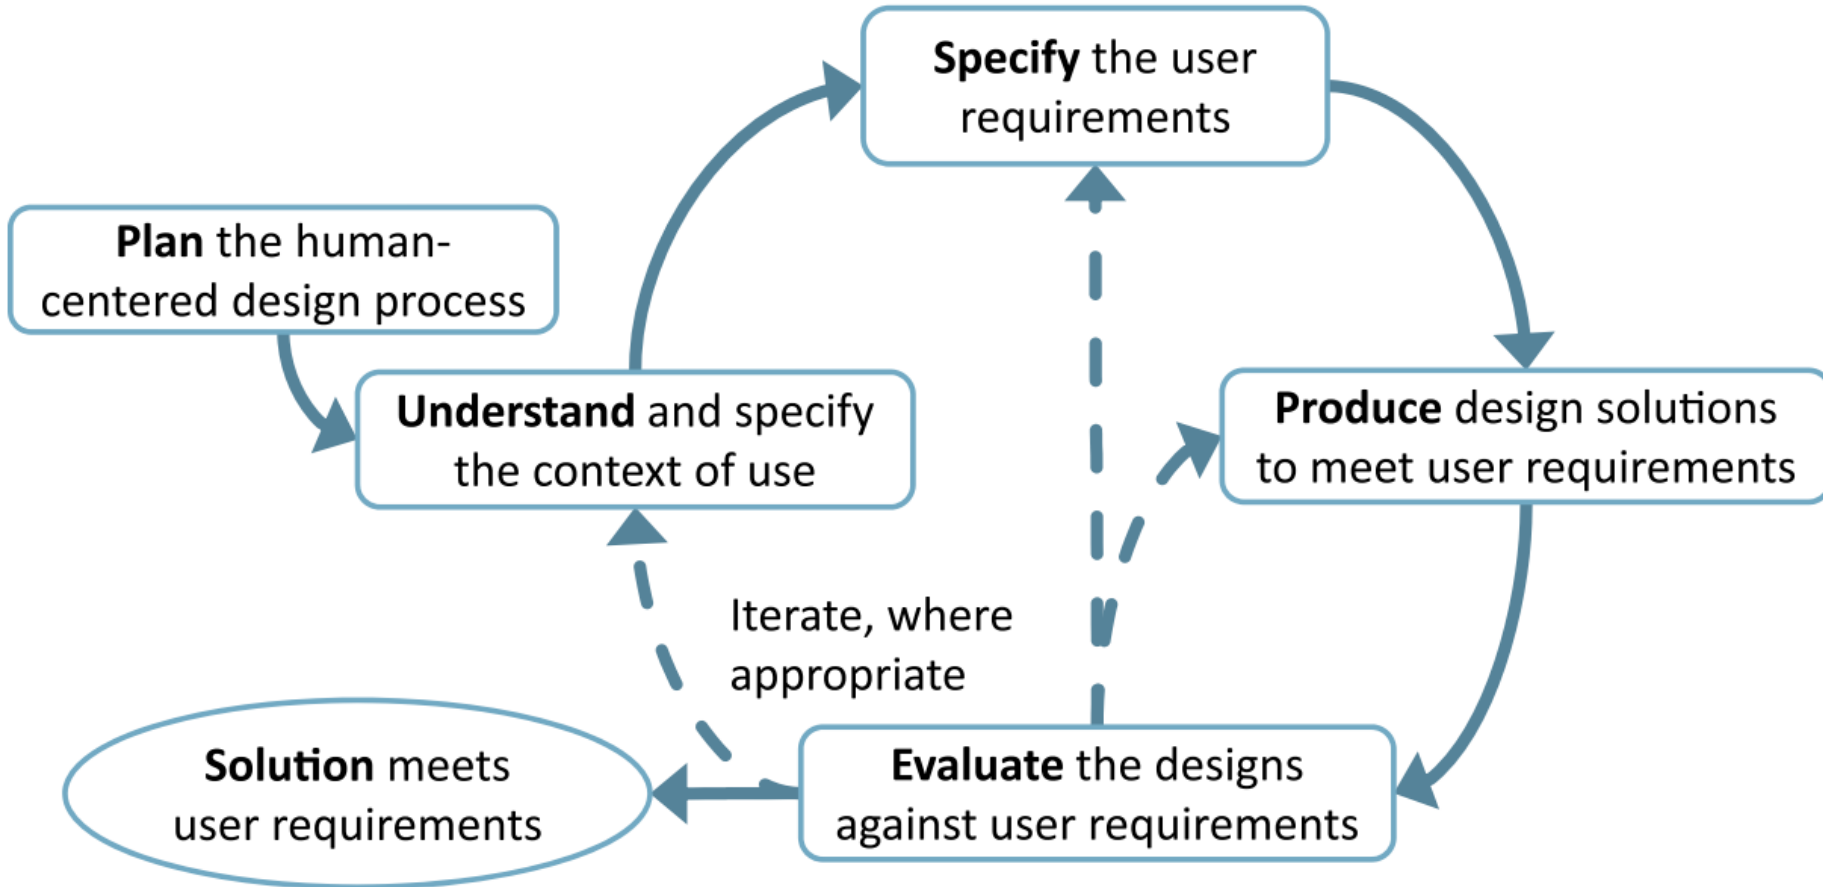 Specify the user
requirements
Plan the human-
centered design process
Understand and specify
the context of use
Produce design solutions
to meet user requirements
Iterate, where
appropriate
Evaluate the designs
against user requirements
Solution meets
user requirements